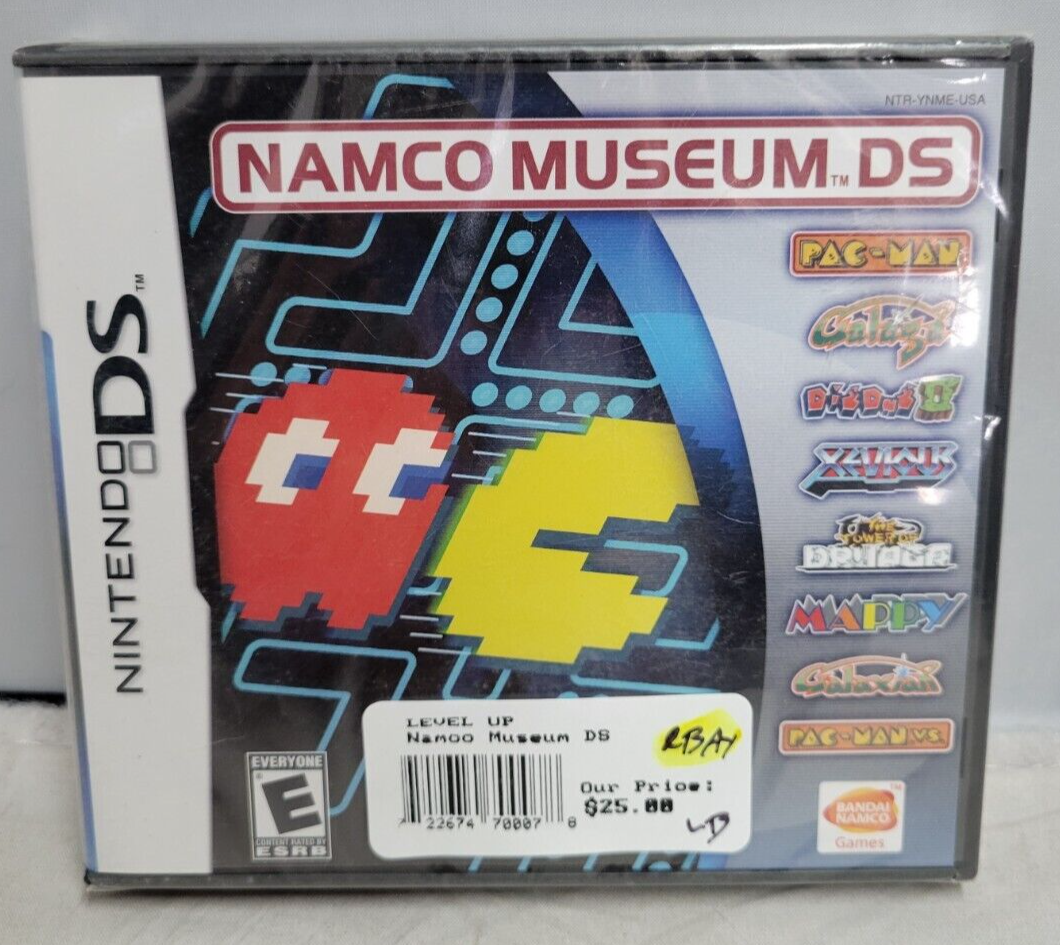 NTR-YNME-USA
NAMCO MUSEUM™ DS
NINTENDO DS™
PAC-MAN
Galaga
DIG DUG II
XEVIOUS
THE
TOWER OF
DRUAGA
MAPPY
Galaxian
PAC-MAN VS.
LEVEL UP
Namco Museum DS
RBAY
Our Price:
$25.00
LB
7 22674 70007 8
EVERYONE
E
CONTENT RATED BY
ESRB
BANDAI
NAMCO
Games